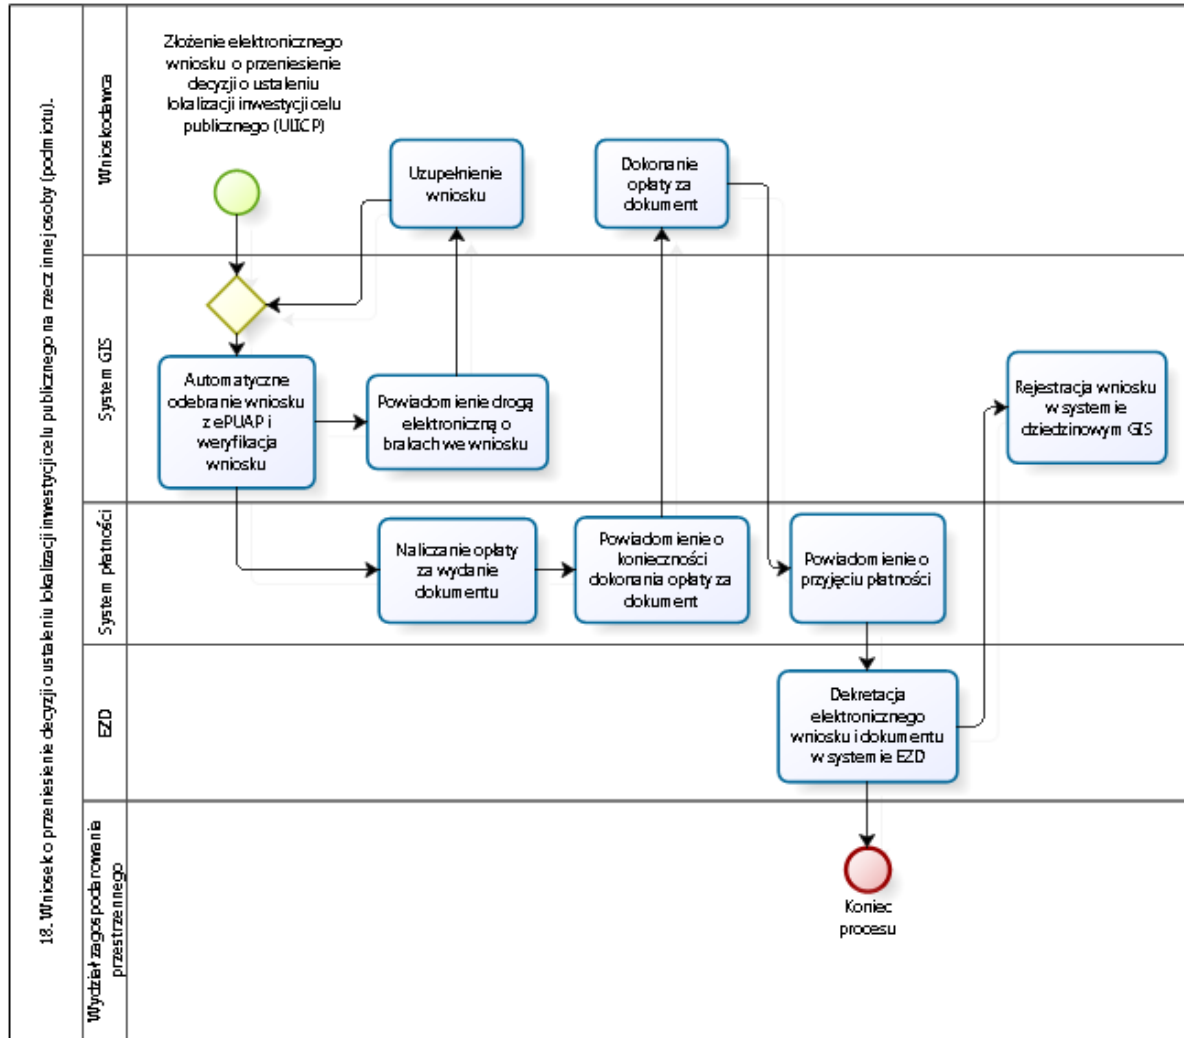 18. Wniosek o przeniesienie decyzji o ustaleniu lokalizacji inwestycji celu publicznego na rzecz innej osoby (podmiotu).
Wnioskodawca
Złożenie elektronicznego
wniosku o przeniesienie
decyzji o ustaleniu
lokalizacji inwestycji celu
publicznego (ULICP)
Uzupełnienie
wniosku
Dokonanie
opłaty za
dokument
System GIS
Automatyczne
odebranie wniosku
z ePUAP i
weryfikacja
wniosku
Powiadomienie drogą
elektroniczną o
brakach we wniosku
Rejestracja wniosku
w systemie
dziedzinowym GIS
System płatności
Naliczanie opłaty
za wydanie
dokumentu
Powiadomienie o
konieczności
dokonania opłaty za
dokument
Powiadomienie o
przyjęciu płatności
EZD
Dekretacja
elektronicznego
wniosku i dokumentu
w systemie EZD
Wydział zagospodarowania
przestrzennego
Koniec
procesu